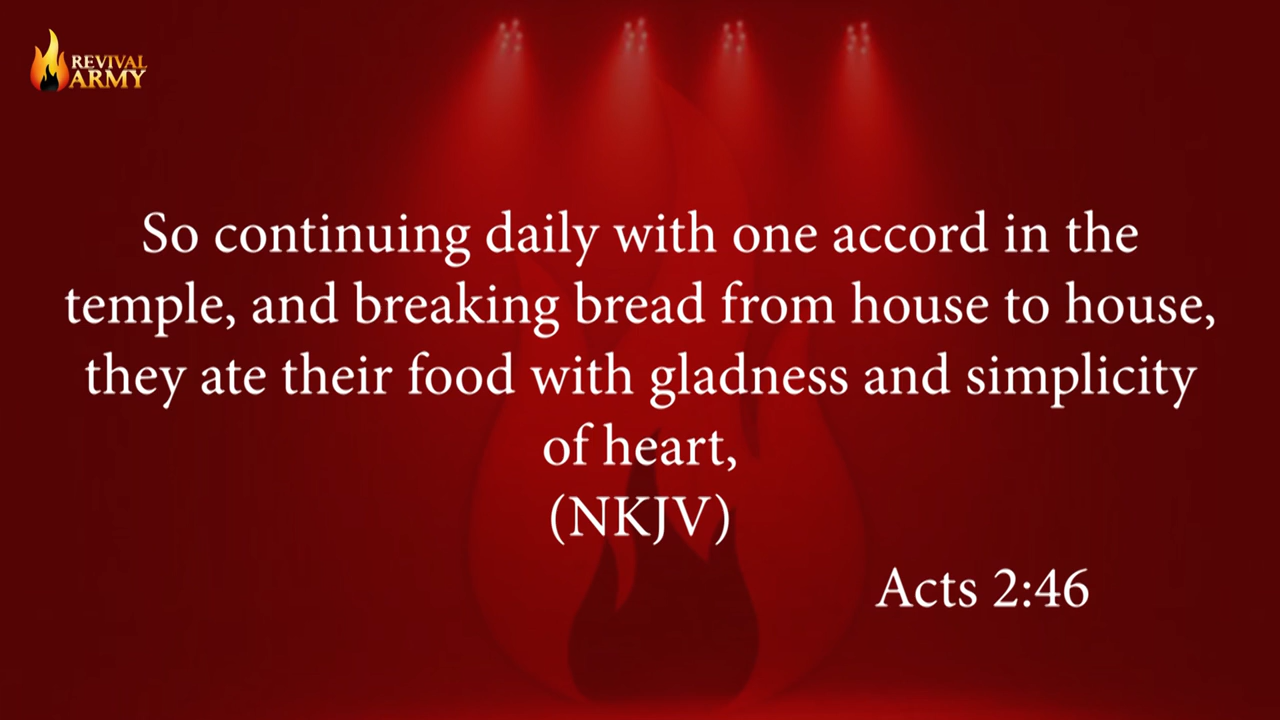 REVIVAL
ARMY
So continuing daily with one accord in the
temple, and breaking bread from house to house,
they ate their food with gladness and simplicity
of heart,
(NKJV)
Acts 2:46